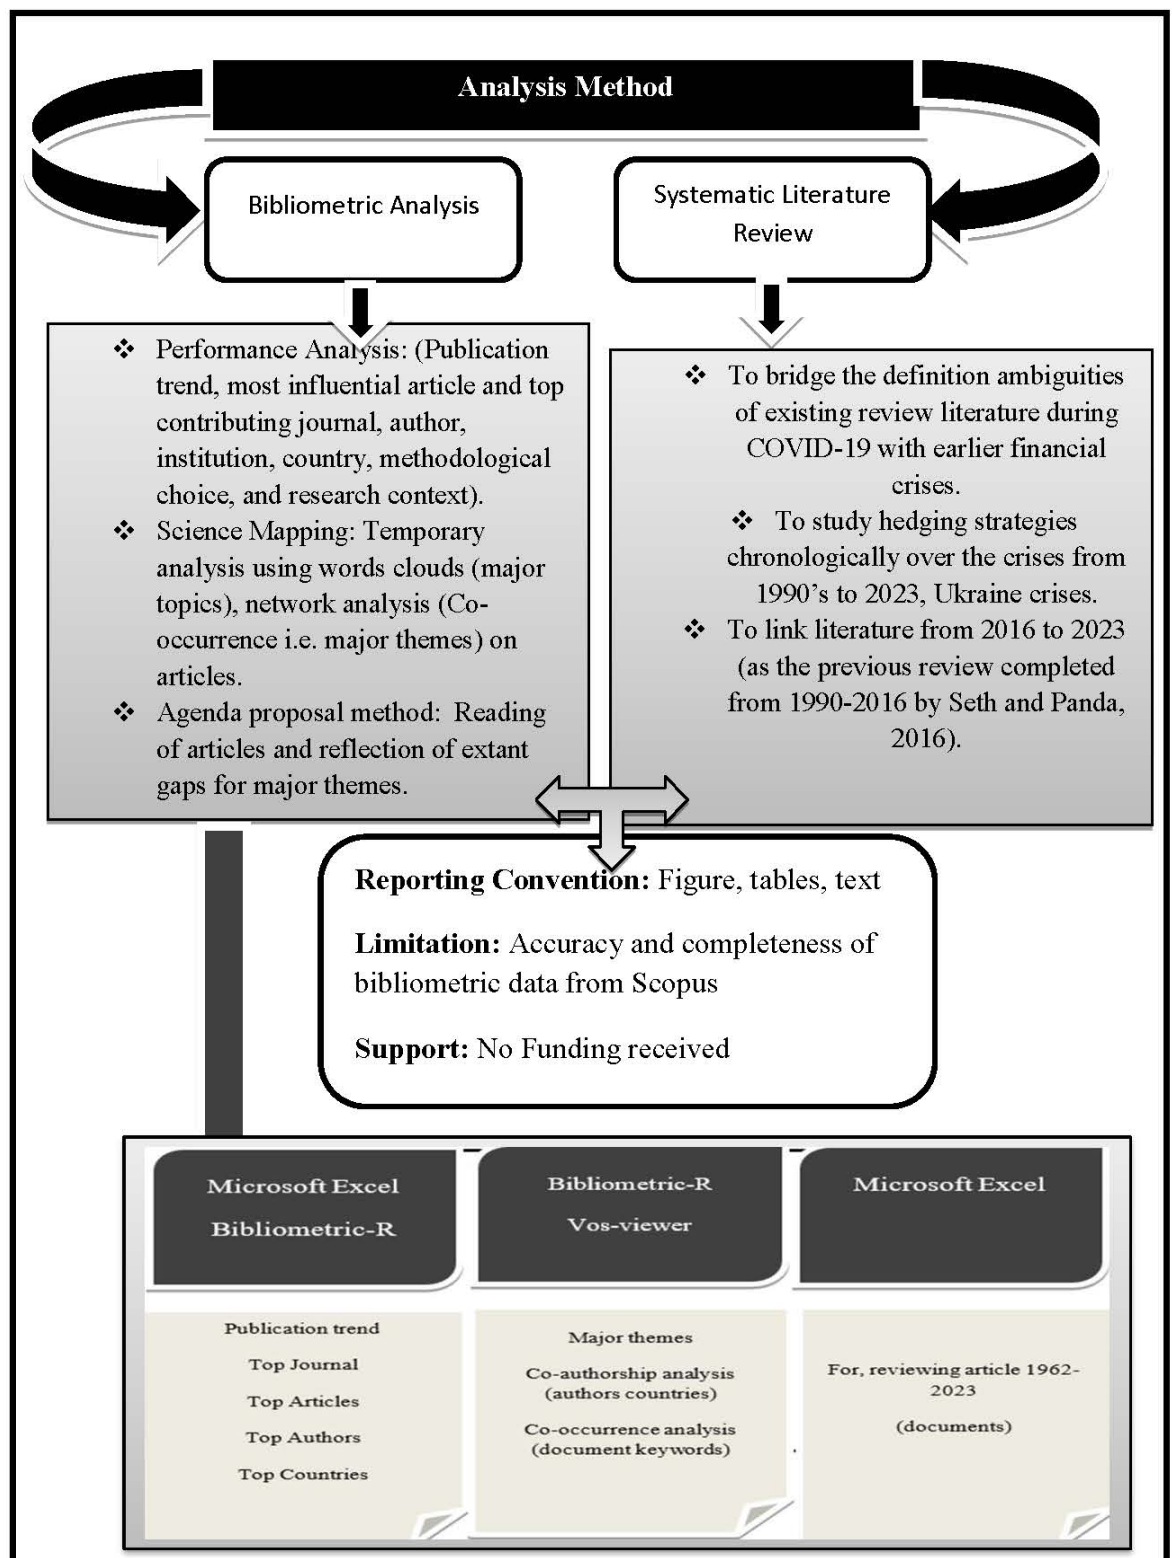 Analysis Method
Bibliometric Analysis
Systematic Literature
Review
❖ Performance Analysis: (Publication
trend, most influential article and top
contributing journal, author,
institution, country, methodological
choice, and research context).
❖ Science Mapping: Temporary
analysis using words clouds (major
topics), network analysis (Co-
occurrence i.e. major themes) on
articles.
❖ Agenda proposal method: Reading
of articles and reflection of extant
gaps for major themes.
❖ To bridge the definition ambiguities
of existing review literature during
COVID-19 with earlier financial
crises.
❖ To study hedging strategies
chronologically over the crises from
1990’s to 2023, Ukraine crises.
❖ To link literature from 2016 to 2023
(as the previous review completed
from 1990-2016 by Seth and Panda,
2016).
Reporting Convention: Figure, tables, text
Limitation: Accuracy and completeness of
bibliometric data from Scopus
Support: No Funding received
Microsoft Excel
Bibliometric-R
Publication trend
Top Journal
Top Articles
Top Authors
Top Countries
Bibliometric-R
Vos-viewer
Major themes
Co-authorship analysis
(authors countries)
Co-occurrence analysis
(document keywords)
.
Microsoft Excel
For, reviewing article 1962-
2023
(documents)